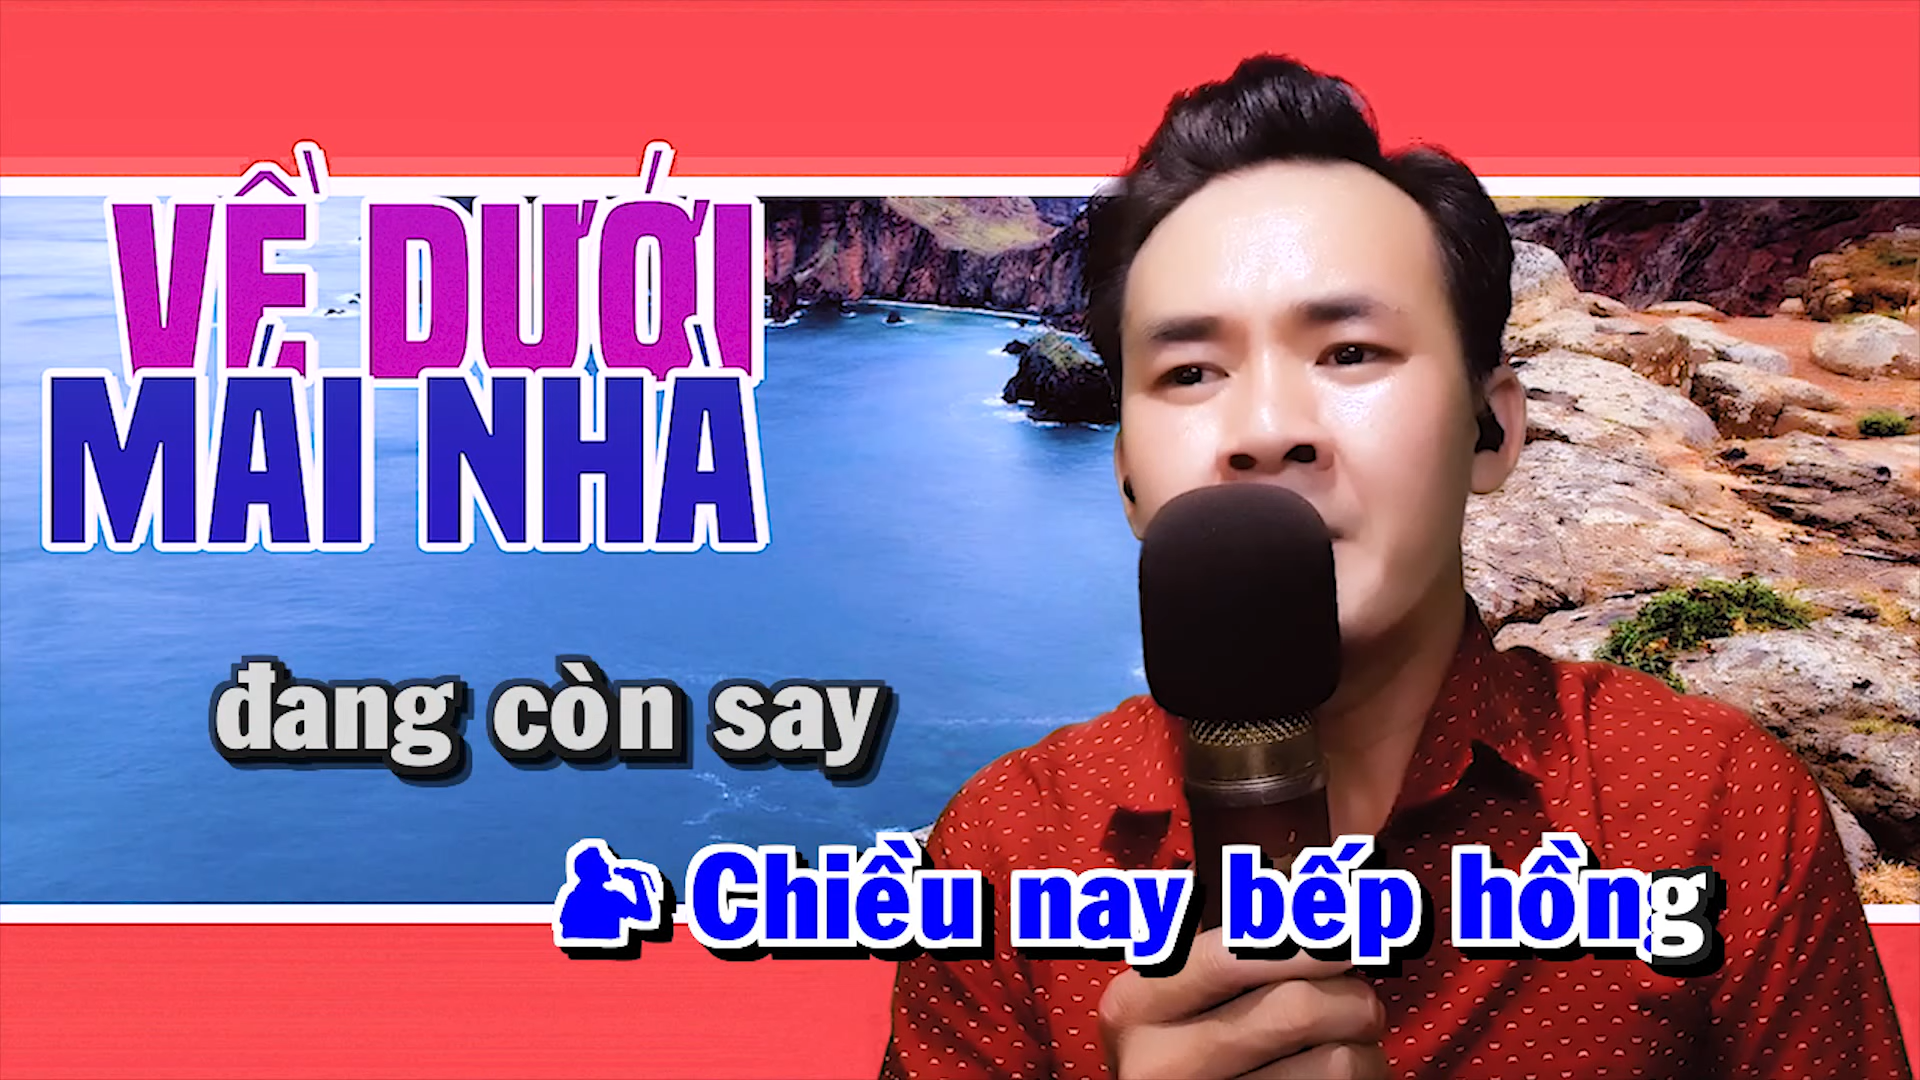 VỀ DƯỚI
MÁI NHÀ
đang còn say
Chiều nay bếp hồng